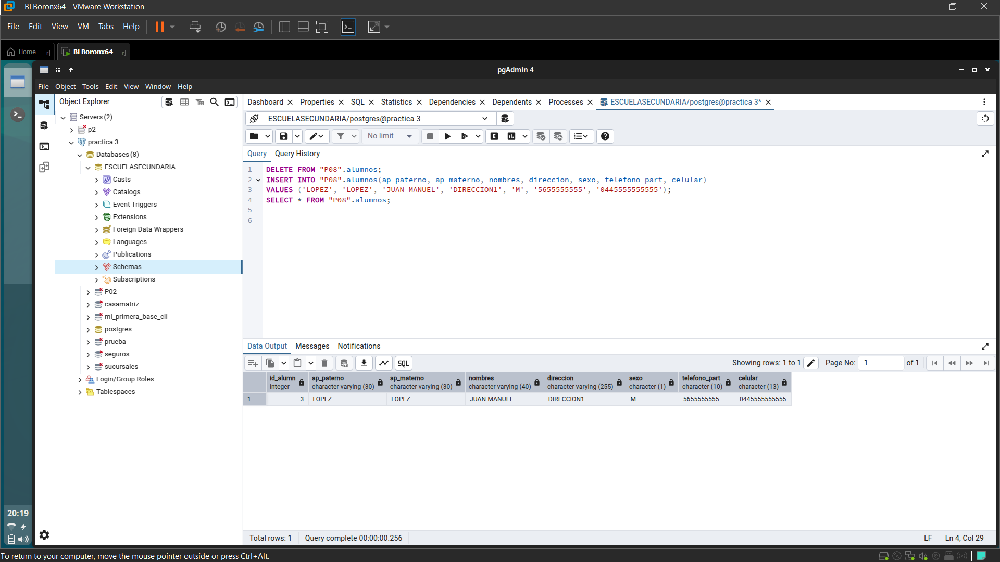 BLBoronx64 - VMware Workstation
File Edit View VM Tabs Help
Home
BLBoronx64
pgAdmin 4
File Object Tools Edit View Window Help
Object Explorer
Dashboard Properties SQL Statistics Dependencies Dependents Processes ESCUELASECUNDARIA/postgres@practica 3*
Servers (2)
p2
practica 3
Databases (8)
ESCUELASECUNDARIA
Casts
Catalogs
Event Triggers
Extensions
Foreign Data Wrappers
Languages
Publications
Schemas
Subscriptions
P02
casamatriz
mi_primera_base_cli
postgres
prueba
seguros
sucursales
Login/Group Roles
Tablespaces
20:19
ESCUELASECUNDARIA/postgres@practica 3
No limit
E
Query Query History
1 DELETE FROM "P08".alumnos;
2 INSERT INTO "P08".alumnos(ap_paterno, ap_materno, nombres, direccion, sexo, telefono_part, celular)
3 VALUES ('LOPEZ', 'LOPEZ', 'JUAN MANUEL', 'DIRECCION1', 'M', '5655555555', '0445555555555');
4 SELECT * FROM "P08".alumnos;
5
6
Data Output Messages Notifications
SQL
Showing rows: 1 to 1 Page No: 1 of 1
id_alumn ap_paterno ap_materno nombres direccion sexo telefono_part celular
integer character varying (30) character varying (30) character varying (40) character varying (255) character (1) character (10) character (13)
1 3 LOPEZ LOPEZ JUAN MANUEL DIRECCION1 M 5655555555 0445555555555
Total rows: 1 Query complete 00:00:00.256 LF Ln 4, Col 29
To return to your computer, move the mouse pointer outside or press Ctrl+Alt.